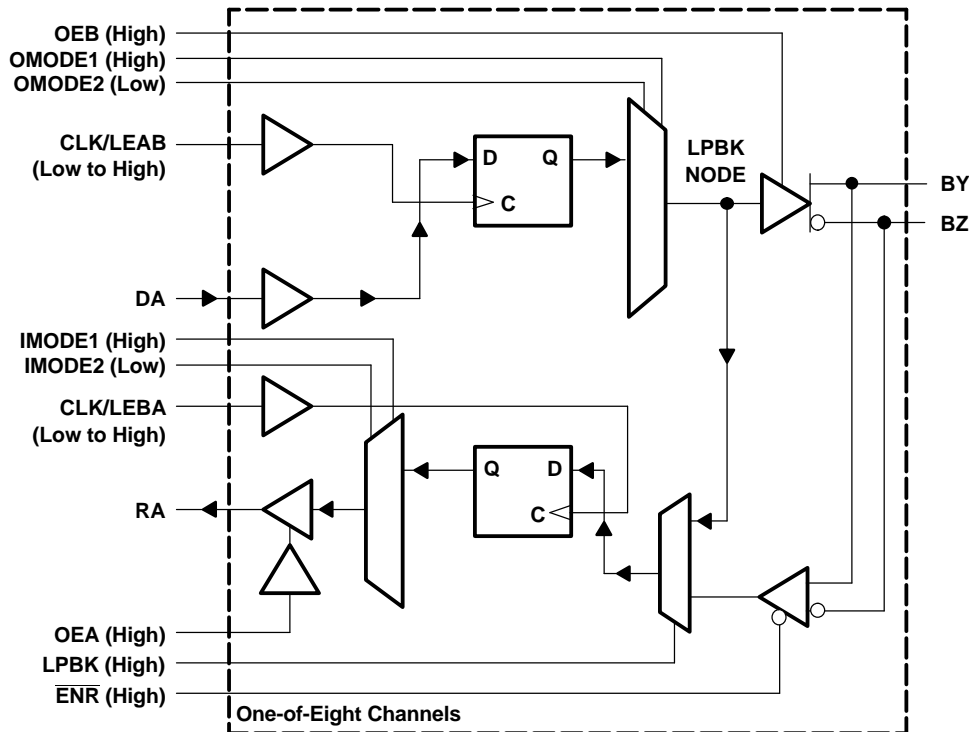 OEB (High)
OMODE1 (High)
OMODE2 (Low)
CLK/LEAB
(Low to High)
D
Q
C
LPBK
NODE
BY
BZ
DA
IMODE1 (High)
IMODE2 (Low)
CLK/LEBA
(Low to High)
Q
D
C
RA
OEA (High)
LPBK (High)
ENR (High)
One-of-Eight Channels